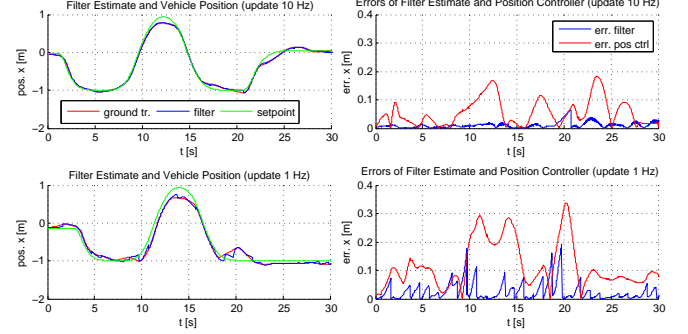 Filter Estimate and Vehicle Position (update 10 Hz)
pos. x [m]
1
0
−1
−2
ground tr.
filter
setpoint
0 5 10 15 20 25 30
t [s]
Errors of Filter Estimate and Position Controller (update 10 Hz)
err. x [m]
0.4
0.3
0.2
0.1
0
err. filter
err. pos ctrl
0 5 10 15 20 25 30
t [s]
Filter Estimate and Vehicle Position (update 1 Hz)
pos. x [m]
1
0
−1
−2
0 5 10 15 20 25 30
t [s]
Errors of Filter Estimate and Position Controller (update 1 Hz)
err. x [m]
0.4
0.3
0.2
0.1
0
0 5 10 15 20 25 30
t [s]